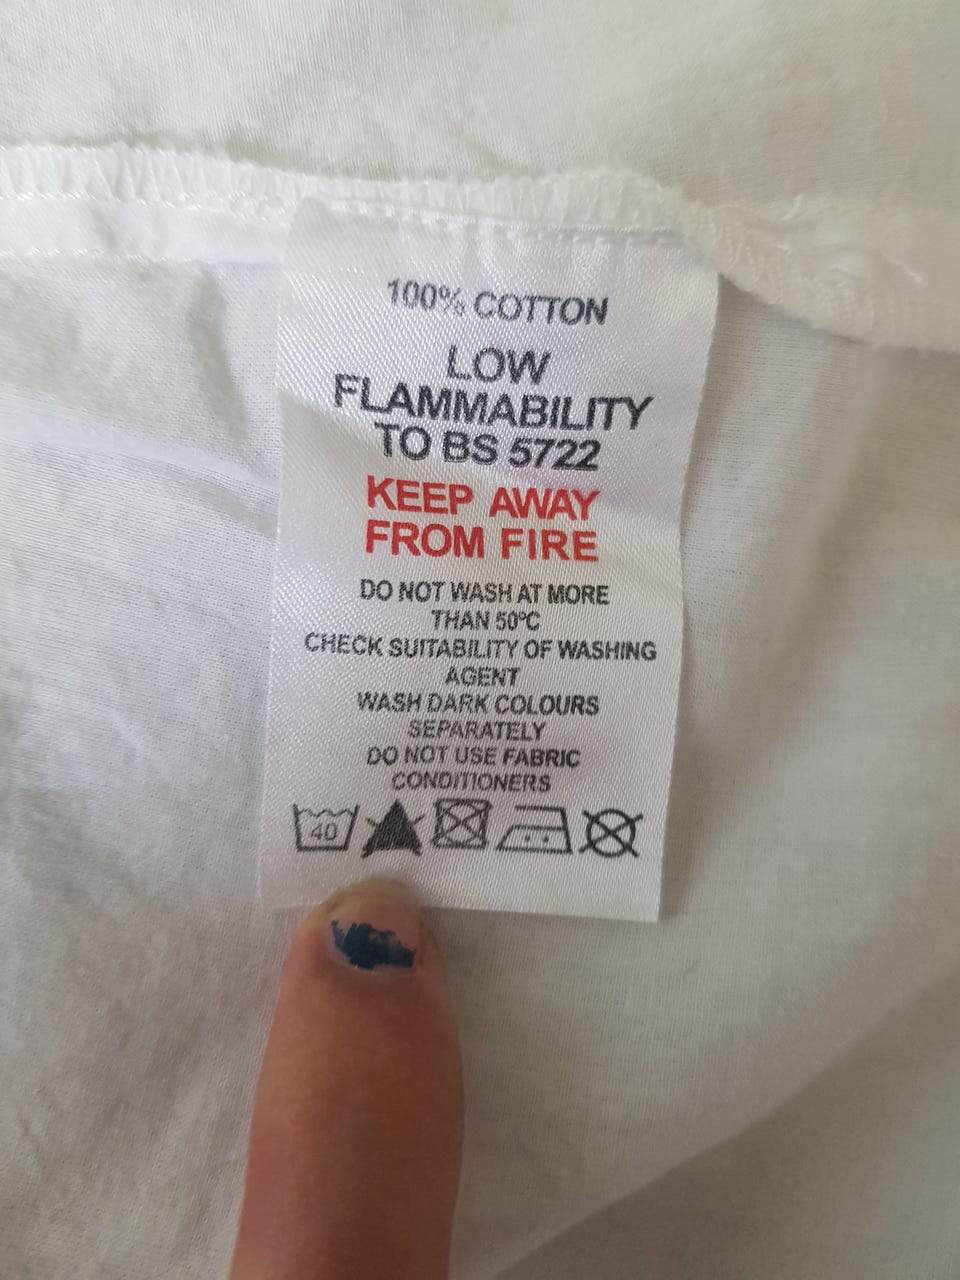 100% COTTON
LOW
FLAMMABILITY
TO BS 5722
KEEP AWAY
FROM FIRE
DO NOT WASH AT MORE
THAN 50°C
CHECK SUITABILITY OF WASHING
AGENT
WASH DARK COLOURS
SEPARATELY
DO NOT USE FABRIC
CONDITIONERS
40